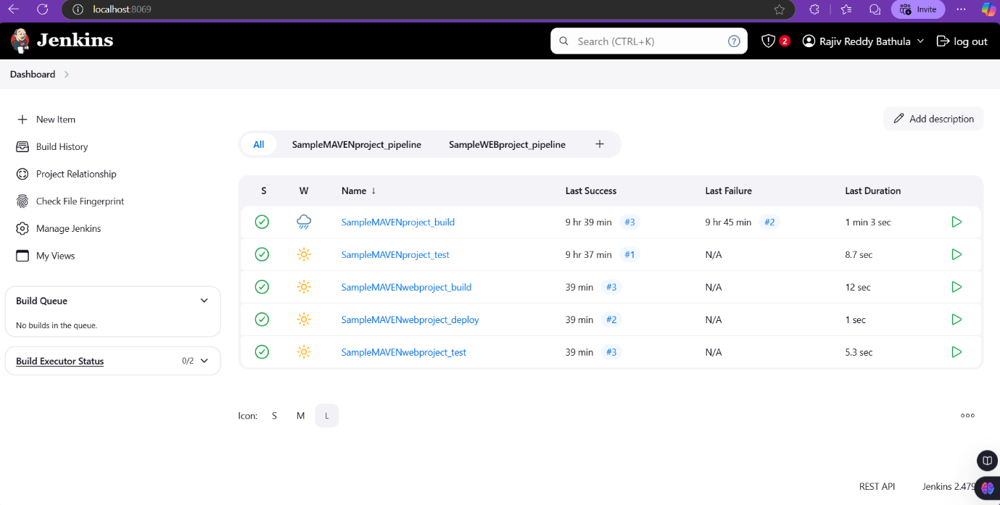 localhost:8069
Invite
Jenkins
Search (CTRL+K)
2
Rajiv Reddy Bathula
log out
Dashboard
New Item
Build History
Project Relationship
Check File Fingerprint
Manage Jenkins
My Views
Build Queue
No builds in the queue.
Build Executor Status 0/2
Add description
All SampleMAVENproject_pipeline SampleWEBproject_pipeline +
S W Name ↓ Last Success Last Failure Last Duration
SampleMAVENproject_build 9 hr 39 min #3 9 hr 45 min #2 1 min 3 sec
SampleMAVENproject_test 9 hr 37 min #1 N/A 8.7 sec
SampleMAVENwebproject_build 39 min #3 N/A 12 sec
SampleMAVENwebproject_deploy 39 min #2 N/A 1 sec
SampleMAVENwebproject_test 39 min #3 N/A 5.3 sec
Icon: S M L
REST API Jenkins 2.479